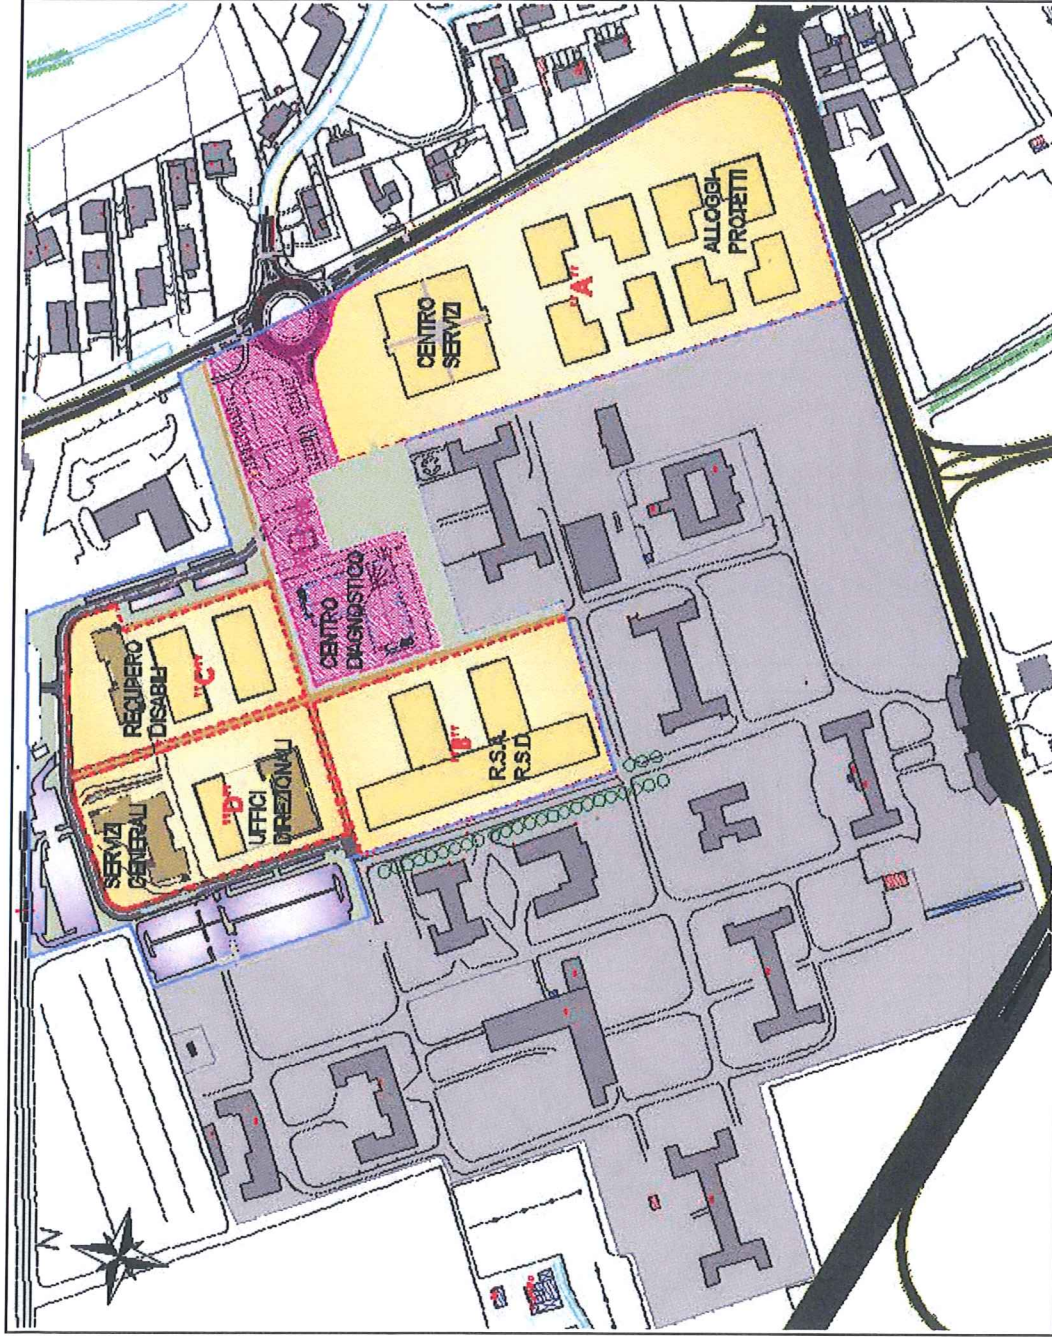 N
SERVIZI
GENERALI
"D"
UFFICI
DIREZIONALI
RECUPERO
DISABILI
"C"
"B"
R.S.A.
R.S.D.
CENTRO
DIAGNOSTICO
CENTRO
SERVIZI
"A"
ALLOGGI
PROTETTI